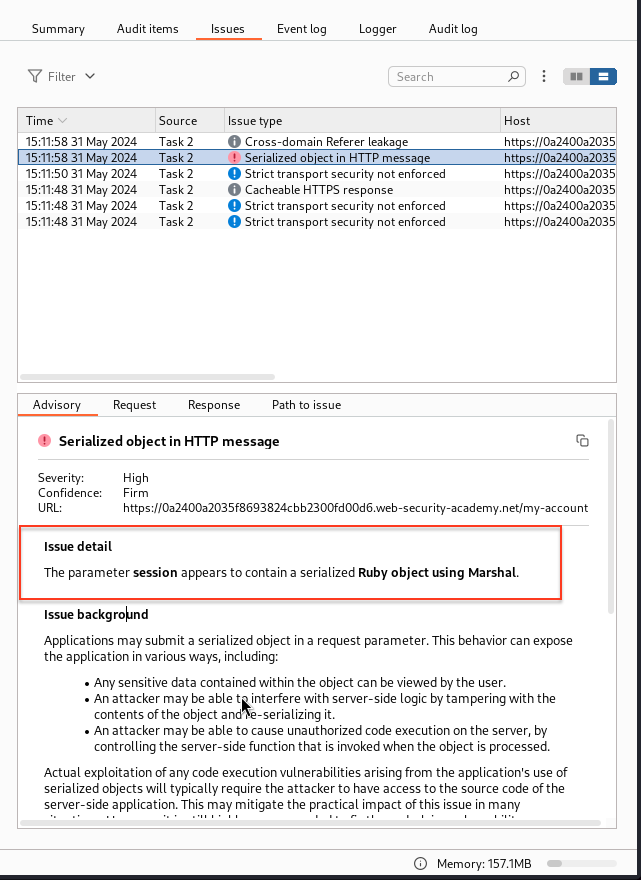 Summary Audit items Issues Event log Logger Audit log
Filter Search
Time Source Issue type Host
15:11:58 31 May 2024 Task 2 Cross-domain Referer leakage https://0a2400a2035
15:11:58 31 May 2024 Task 2 Serialized object in HTTP message https://0a2400a2035
15:11:50 31 May 2024 Task 2 Strict transport security not enforced https://0a2400a2035
15:11:48 31 May 2024 Task 2 Cacheable HTTPS response https://0a2400a2035
15:11:48 31 May 2024 Task 2 Strict transport security not enforced https://0a2400a2035
15:11:48 31 May 2024 Task 2 Strict transport security not enforced https://0a2400a2035
Advisory Request Response Path to issue
Serialized object in HTTP message
Severity: High
Confidence: Firm
URL: https://0a2400a2035f8693824cbb2300fd00d6.web-security-academy.net/my-account
Issue detail
The parameter session appears to contain a serialized Ruby object using Marshal.
Issue background
Applications may submit a serialized object in a request parameter. This behavior can expose
the application in various ways, including:
• Any sensitive data contained within the object can be viewed by the user.
• An attacker may be able to interfere with server-side logic by tampering with the
contents of the object and re-serializing it.
• An attacker may be able to cause unauthorized code execution on the server, by
controlling the server-side function that is invoked when the object is processed.
Actual exploitation of any code execution vulnerabilities arising from the application's use of
serialized objects will typically require the attacker to have access to the source code of the
server-side application. This may mitigate the practical impact of this issue in many
Memory: 157.1MB